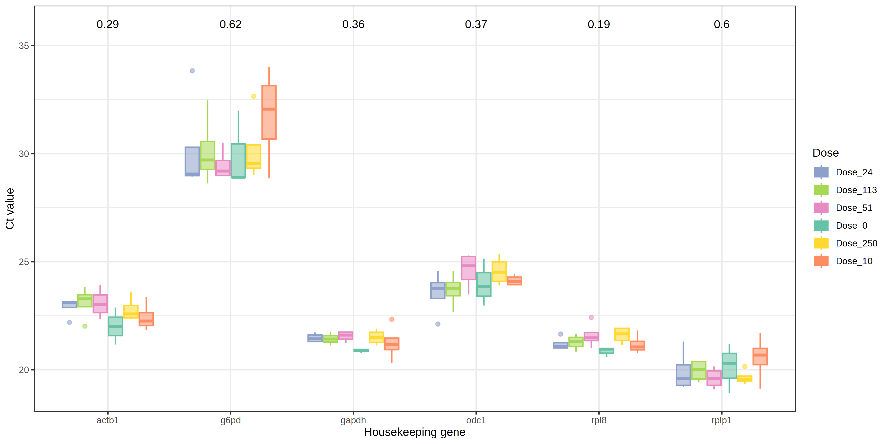 0.29 0.62 0.36 0.37 0.19 0.6
35
30
25
20
Ct value
actb1 g6pd gapdh odc1 rpl8 rplp1
Housekeeping gene
Dose
Dose_24
Dose_113
Dose_51
Dose_0
Dose_250
Dose_10